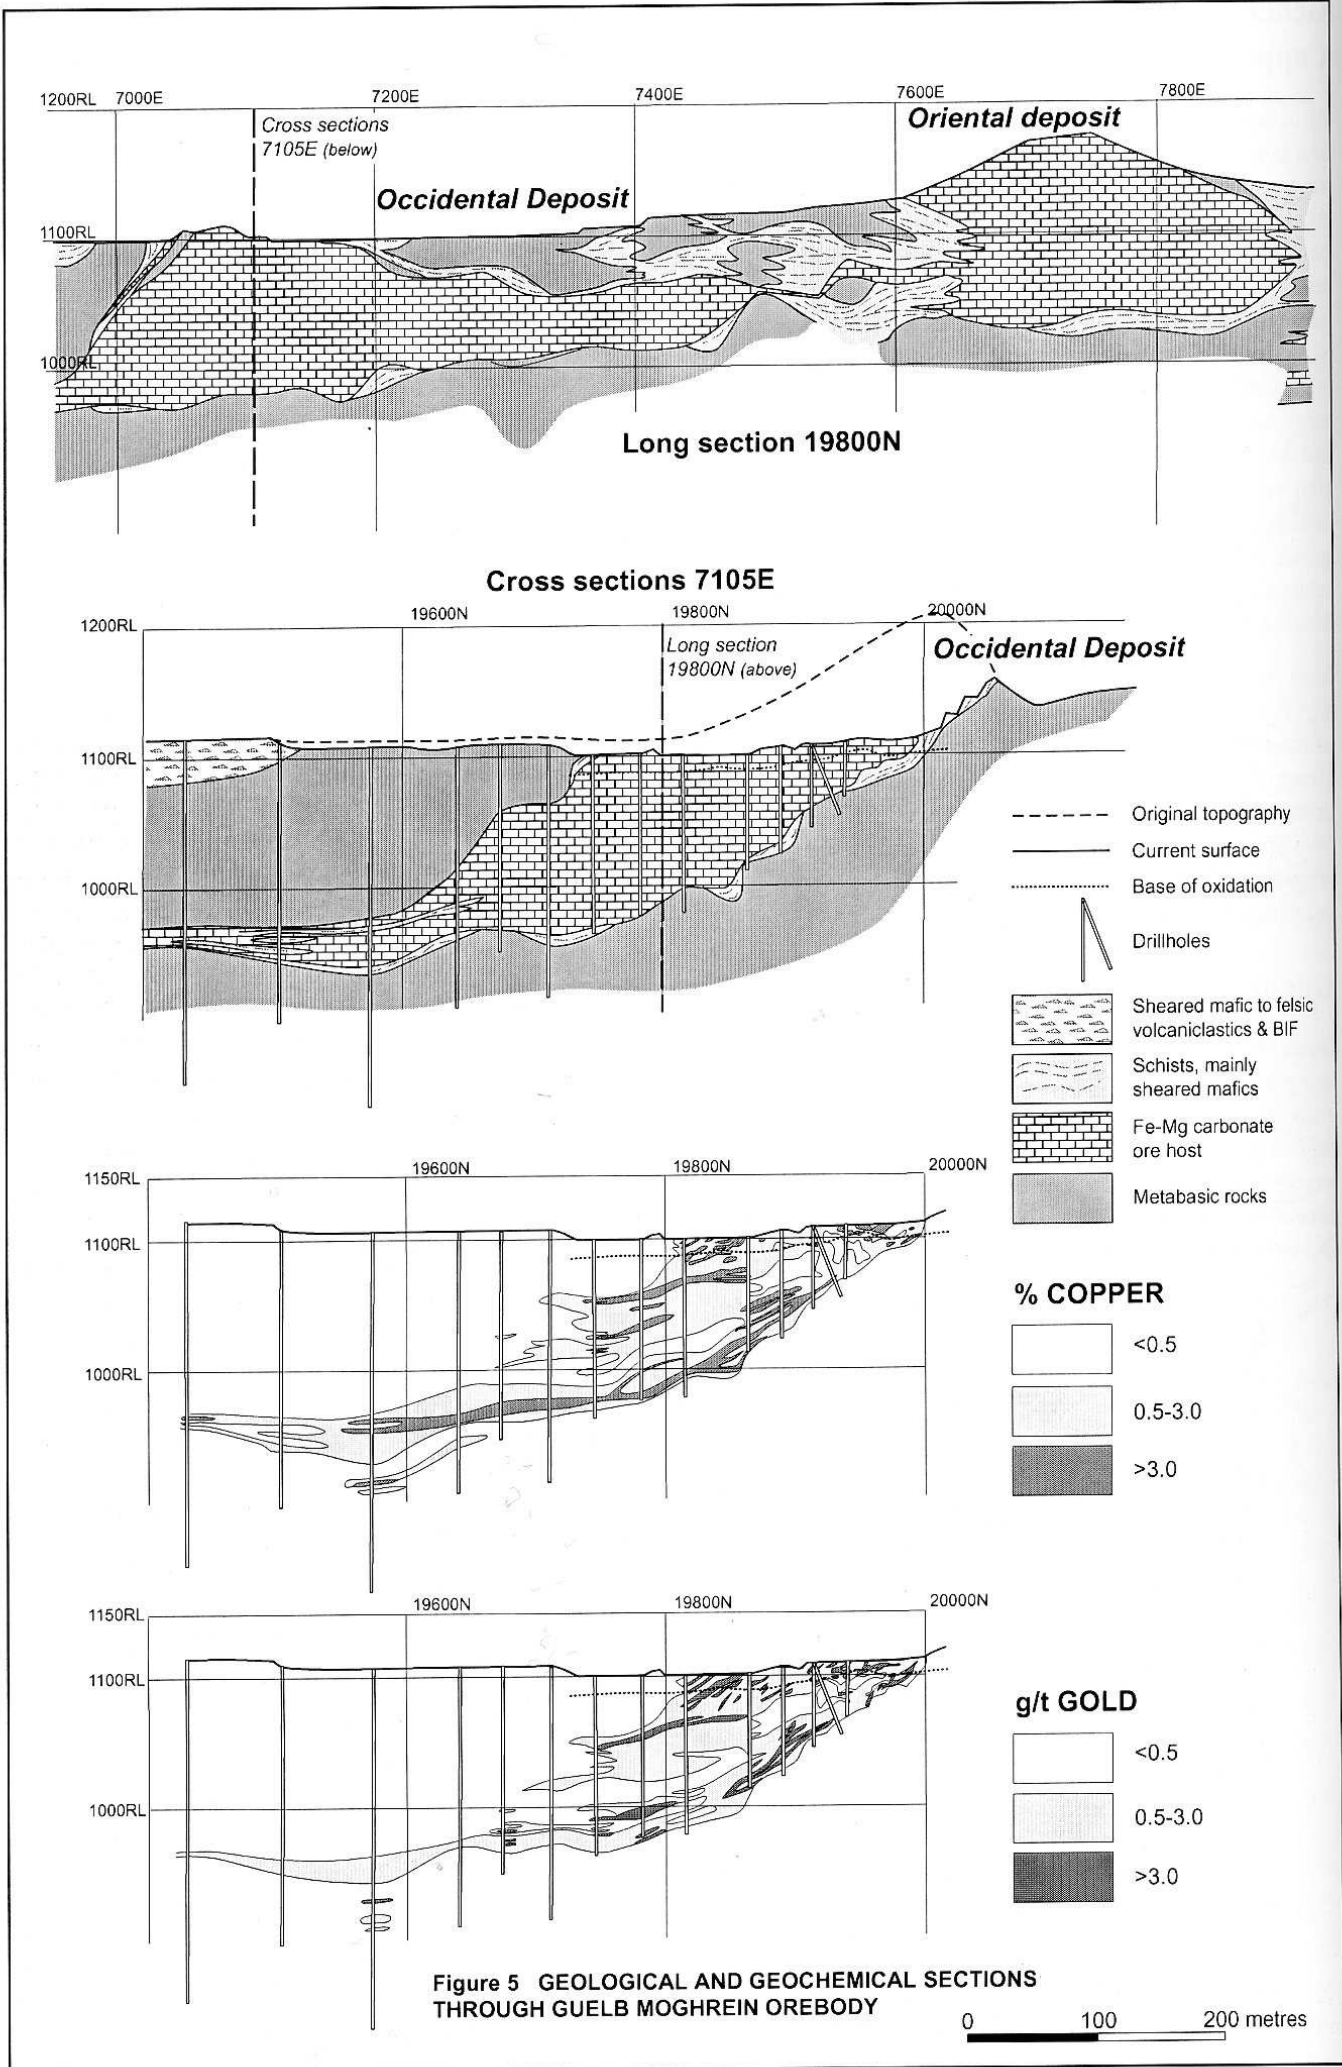 1200RL 7000E 7200E 7400E 7600E 7800E
Cross sections
7105E (below)
Oriental deposit
Occidental Deposit
1100RL
1000RL
Long section 19800N
Cross sections 7105E
1200RL 19600N 19800N 20000N
Long section
19800N (above)
Occidental Deposit
1100RL
1000RL
Original topography
Current surface
Base of oxidation
Drillholes
Sheared mafic to felsic
volcaniclastics & BIF
Schists, mainly
sheared mafics
Fe-Mg carbonate
ore host
Metabasic rocks
1150RL 19600N 19800N 20000N
1100RL
1000RL
% COPPER
<0.5
0.5-3.0
>3.0
1150RL 19600N 19800N 20000N
1100RL
1000RL
g/t GOLD
<0.5
0.5-3.0
>3.0
Figure 5 GEOLOGICAL AND GEOCHEMICAL SECTIONS
THROUGH GUELB MOGHREIN OREBODY
0 100 200 metres